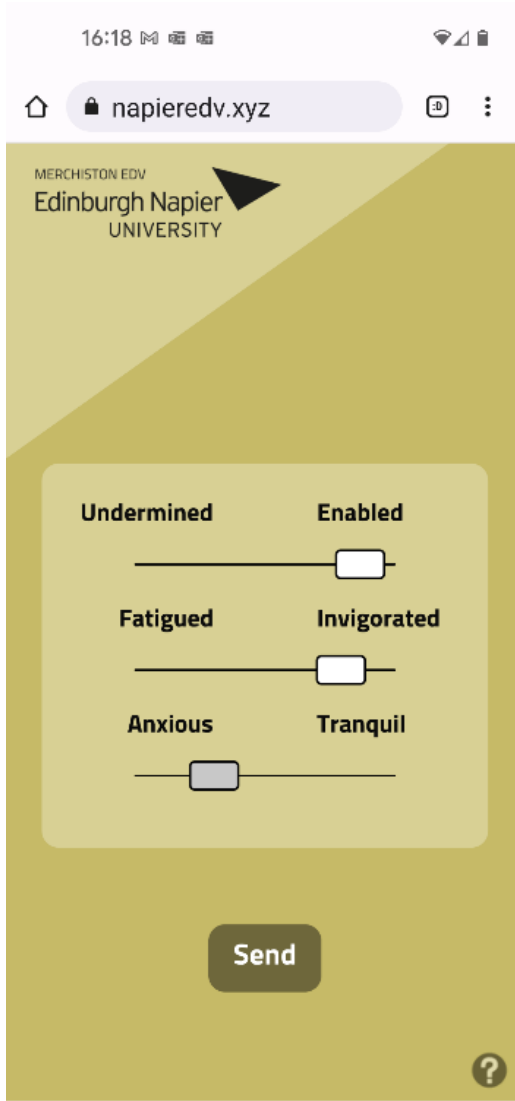 16:18
napieredv.xyz
:D
MERCHISTON EDV
Edinburgh Napier
UNIVERSITY
Undermined Enabled
Fatigued Invigorated
Anxious Tranquil
Send
?